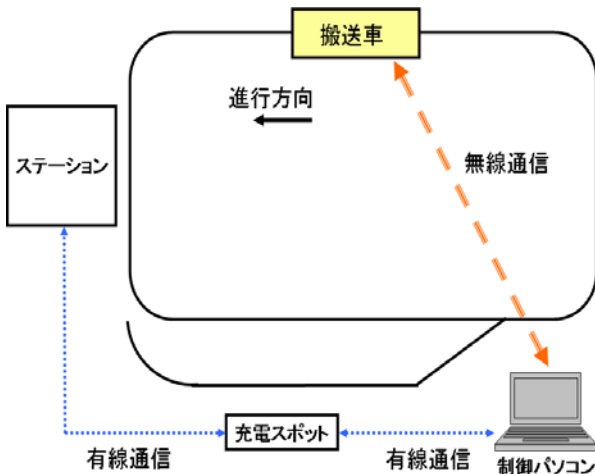 搬送車
進行方向
ステーション
無線通信
充電スポット
有線通信
有線通信
制御パソコン